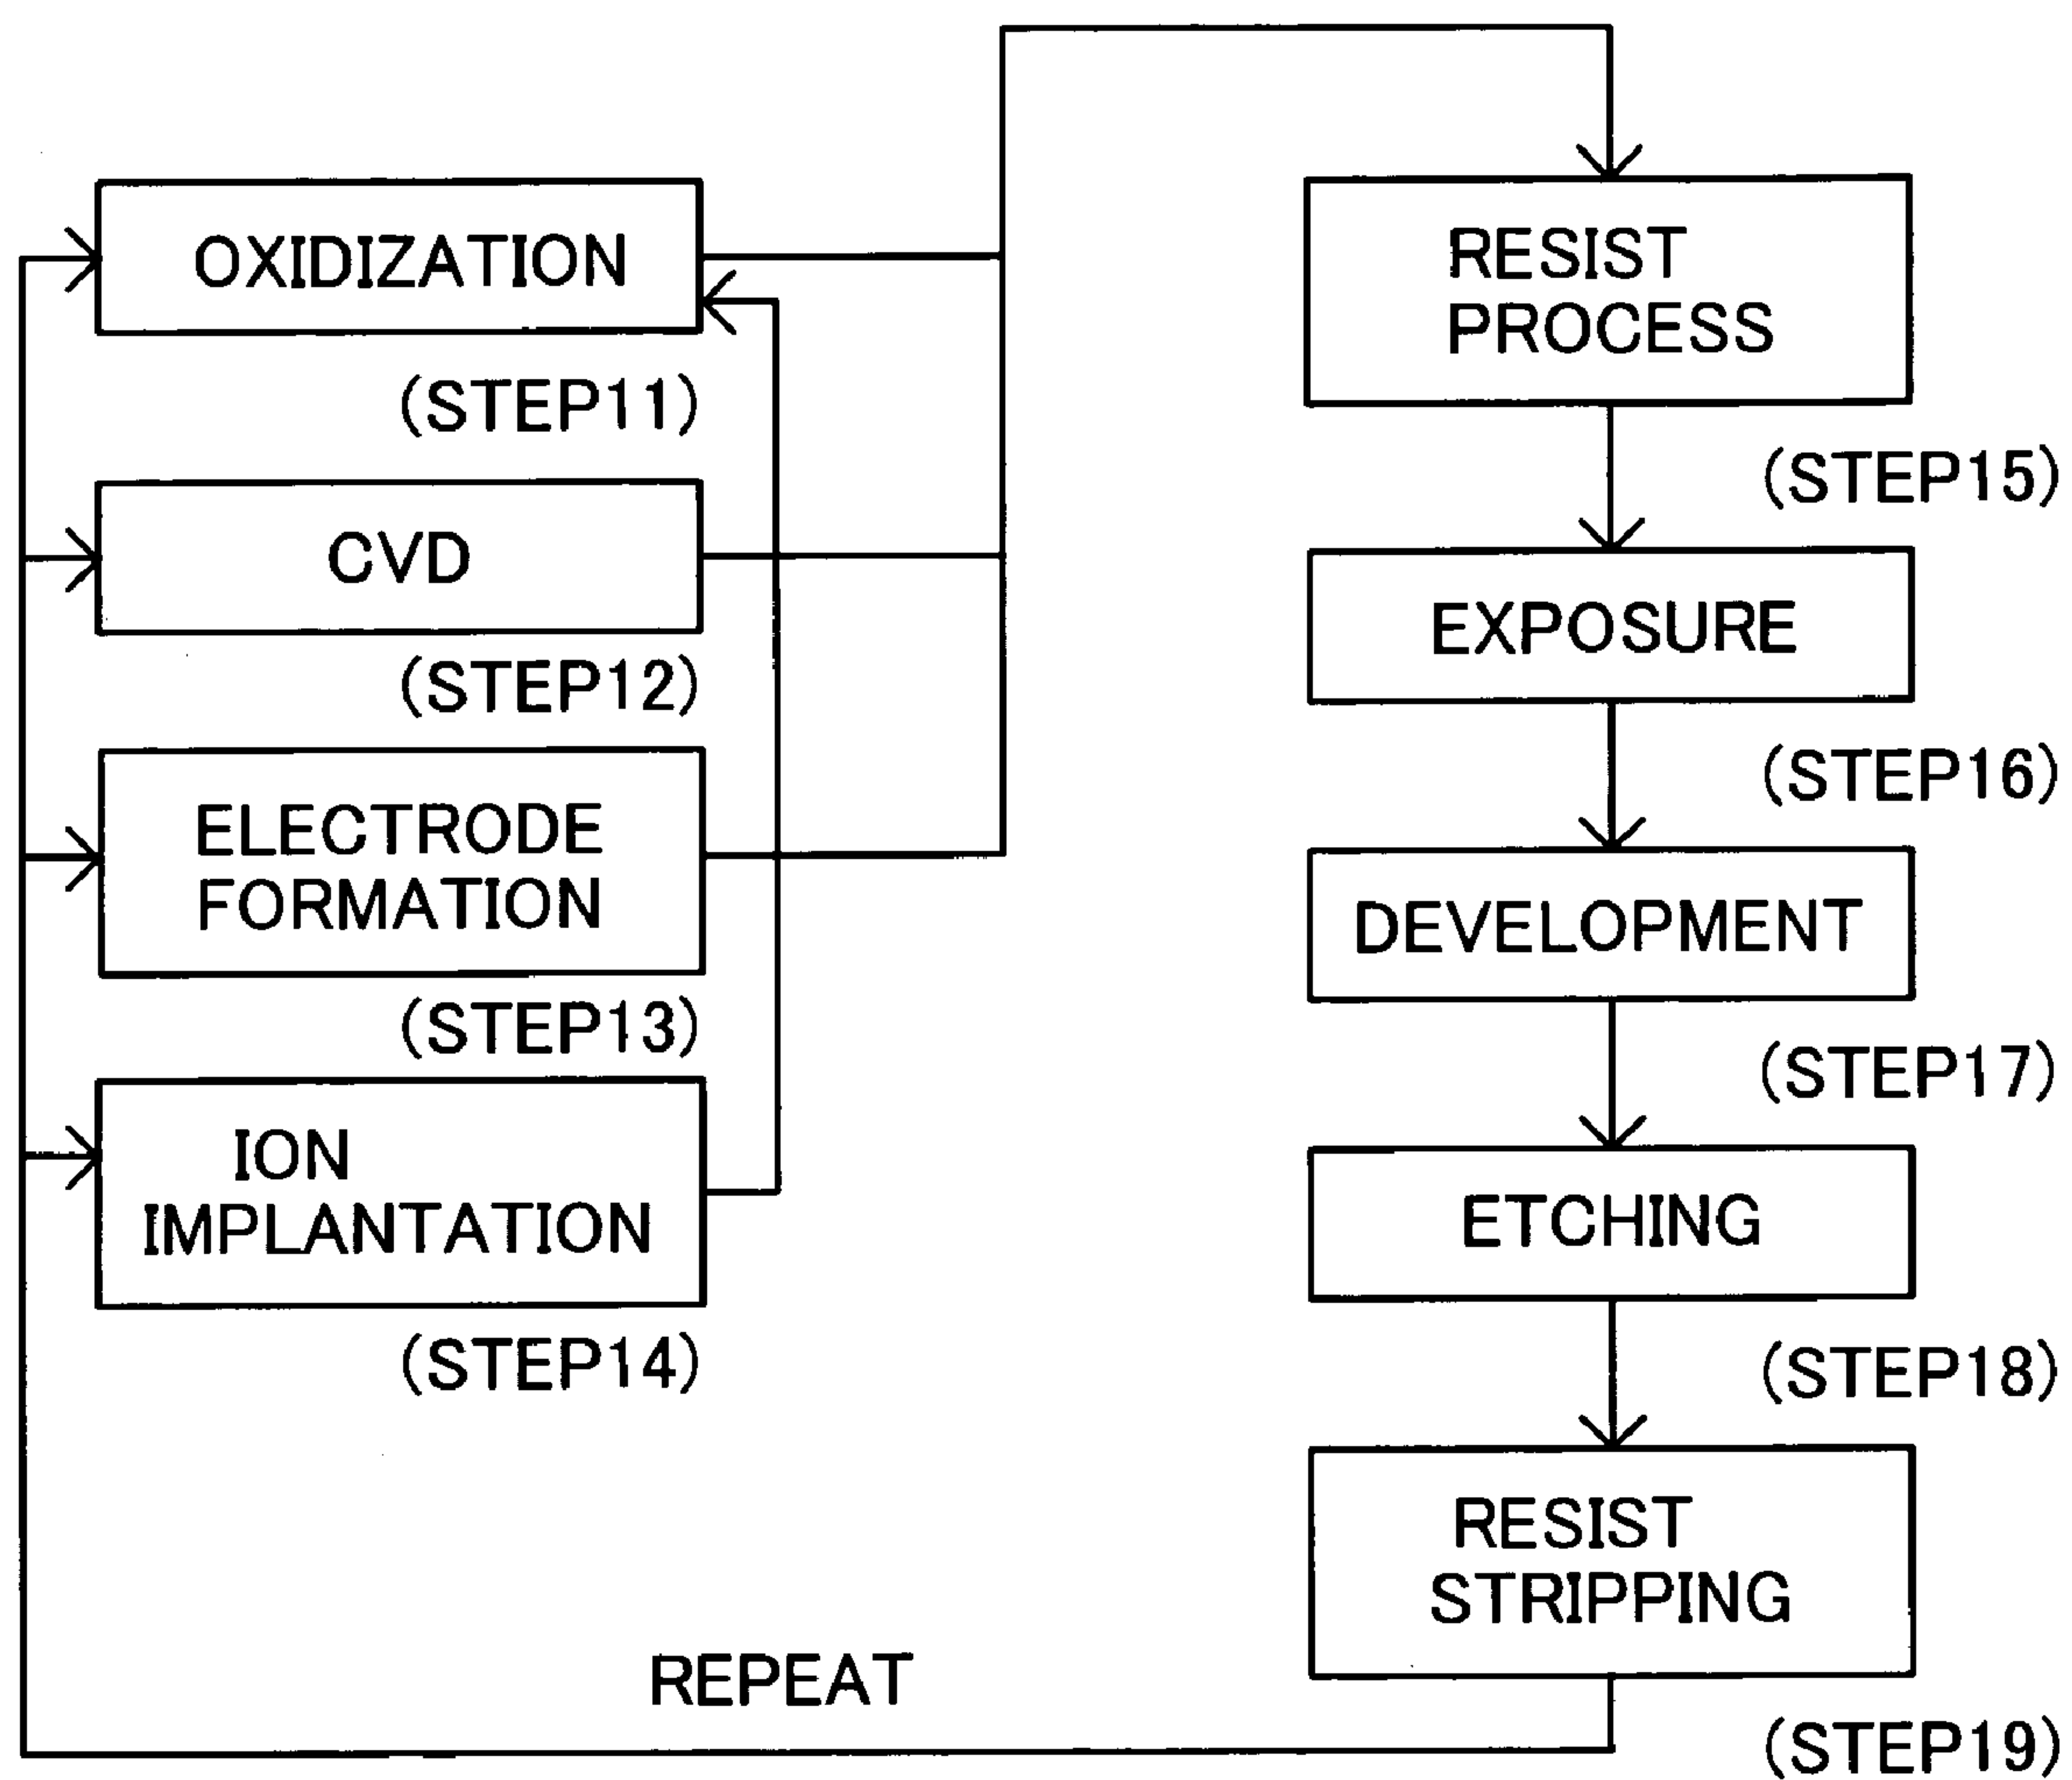 OXIDIZATION
(STEP11)
CVD
(STEP12)
ELECTRODE
FORMATION
(STEP13)
ION
IMPLANTATION
(STEP14)
RESIST
PROCESS
(STEP15)
EXPOSURE
(STEP16)
DEVELOPMENT
(STEP17)
ETCHING
(STEP18)
RESIST
STRIPPING
(STEP19)
REPEAT